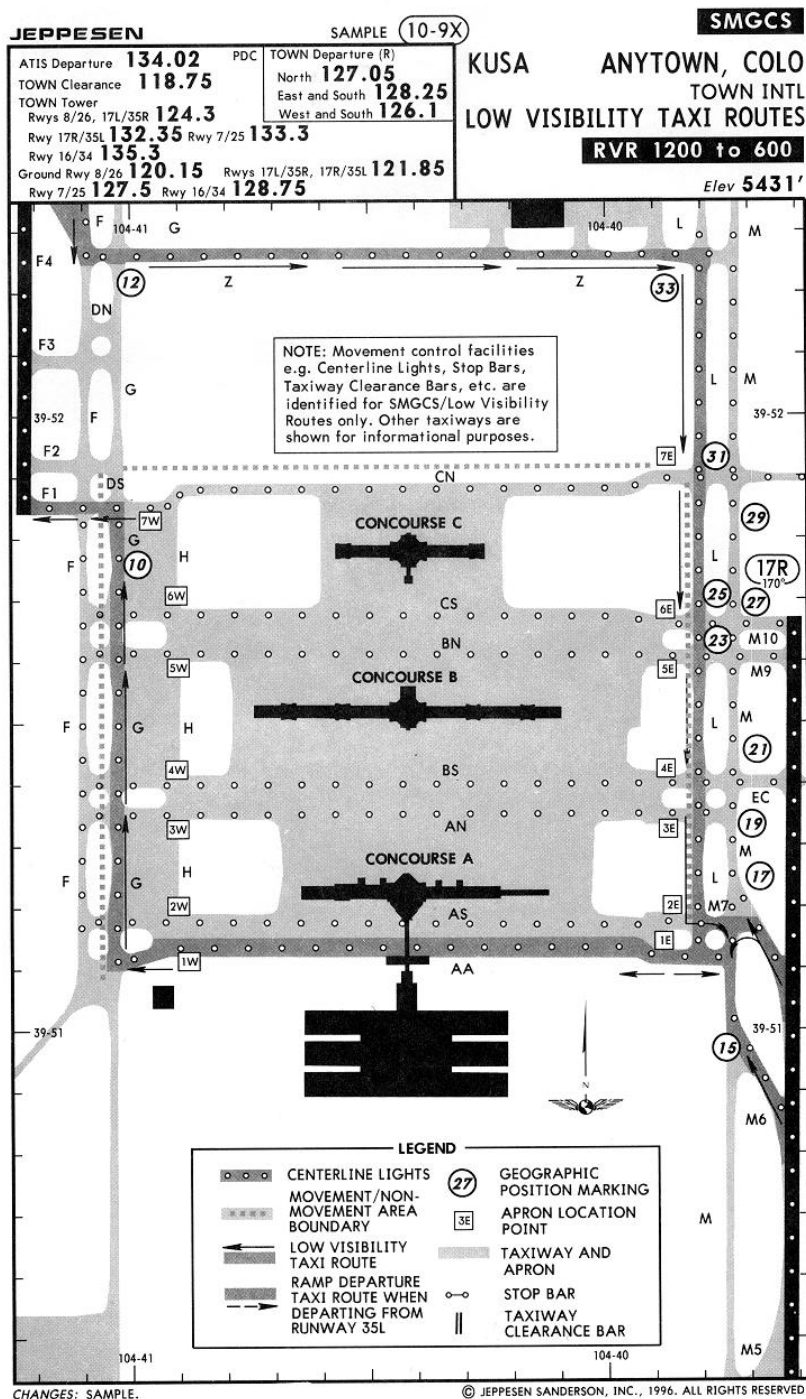 JEPPESEN
SAMPLE 10-9X
SMGCS
ATIS Departure 134.02 PDC
TOWN Clearance 118.75
TOWN Tower
Rwys 8/26, 17L/35R 124.3
Rwy 17R/35L 132.35 Rwy 7/25 133.3
Rwy 16/34 135.3
Ground Rwy 8/26 120.15 Rwys 17L/35R, 17R/35L 121.85
Rwy 7/25 127.5 Rwy 16/34 128.75
TOWN Departure (R)
North 127.05
East and South 128.25
West and South 126.1
KUSA ANYTOWN, COLO
TOWN INTL
LOW VISIBILITY TAXI ROUTES
RVR 1200 to 600
Elev 5431'
F 104-41 G 104-40 L M
F4
12 Z Z 33
DN
F3
G
L M
NOTE: Movement control facilities
e.g. Centerline Lights, Stop Bars,
Taxiway Clearance Bars, etc. are
identified for SMGCS/Low Visibility
Routes only. Other taxiways are
shown for informational purposes.
39-52 F 39-52
F2 7E 31
DS CN
F1
7W G 29
CONCOURSE C
F 10 H L 17R
170°
6W CS 6E 25 27
BN 23 M10
5W 5E M9
CONCOURSE B
F G H L M
21
4W BS 4E
EC
3W AN 3E 19
M
CONCOURSE A
F G H L 17
2W AS 2E M7
1W AA 1E
39-51 39-51
15
N
M6
M
LEGEND
CENTERLINE LIGHTS
MOVEMENT/NON-
MOVEMENT AREA
BOUNDARY
LOW VISIBILITY
TAXI ROUTE
RAMP DEPARTURE
TAXI ROUTE WHEN
DEPARTING FROM
RUNWAY 35L
27 GEOGRAPHIC
POSITION MARKING
3E APRON LOCATION
POINT
TAXIWAY AND
APRON
STOP BAR
TAXIWAY
CLEARANCE BAR
M5
104-41 104-40
CHANGES: SAMPLE.
© JEPPESEN SANDERSON, INC., 1996. ALL RIGHTS RESERVED